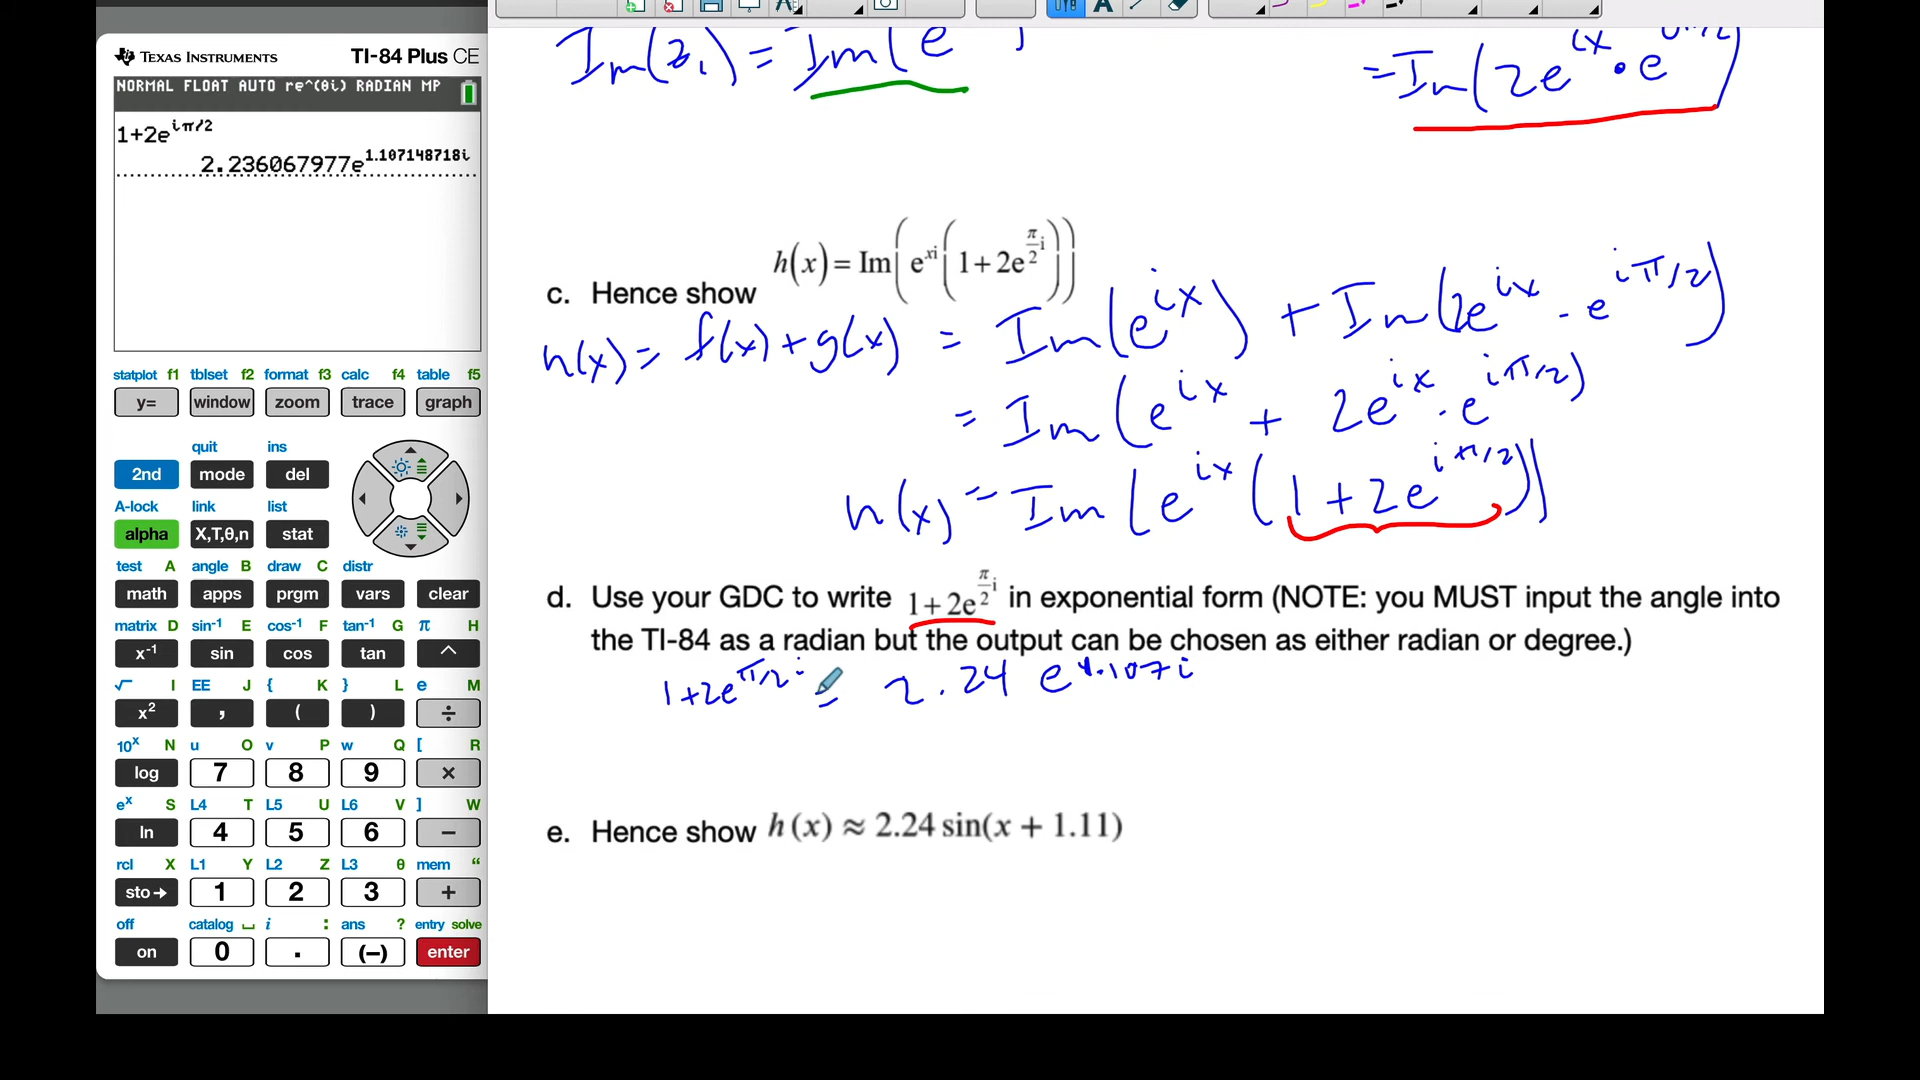 TEXAS INSTRUMENTS TI-84 Plus CE
NORMAL FLOAT AUTO re^(θi) RADIAN MP
1+2e^(iπ/2)
2.236067977e^(1.107148718i)
statplot f1 tblset f2 format f3 calc f4 table f5
y= window zoom trace graph
quit ins
2nd mode del
A-lock link list
alpha X,T,θ,n stat
test A angle B draw C distr
math apps prgm vars clear
matrix D sin⁻¹ E cos⁻¹ F tan⁻¹ G π H
x⁻¹ sin cos tan ^
√ I EE J { K } L e M
x² , ( ) ÷
10ˣ N u O v P w Q [ R
log 7 8 9 ×
eˣ S L4 T L5 U L6 V ] W
ln 4 5 6 −
rcl X L1 Y L2 Z L3 θ mem “
sto→ 1 2 3 +
off catalog ⎵ i : ans ? entry solve
on 0 . (−) enter
Im(z₁) = Im(e
= Im(2e^(ix) · e
c. Hence show h(x) = Im(e^(xi)(1+2e^(π/2 i)))
h(x) = f(x) + g(x) = Im(e^(ix)) + Im(2e^(ix) · e^(iπ/2))
= Im(e^(ix) + 2e^(ix) · e^(iπ/2))
h(x) = Im(e^(ix)(1+2e^(iπ/2)))
d. Use your GDC to write 1+2e^(π/2 i) in exponential form (NOTE: you MUST input the angle into
the TI-84 as a radian but the output can be chosen as either radian or degree.)
1+2e^(π/2 i) = 2.24 e^(1.107i)
e. Hence show h(x) ≈ 2.24 sin(x + 1.11)